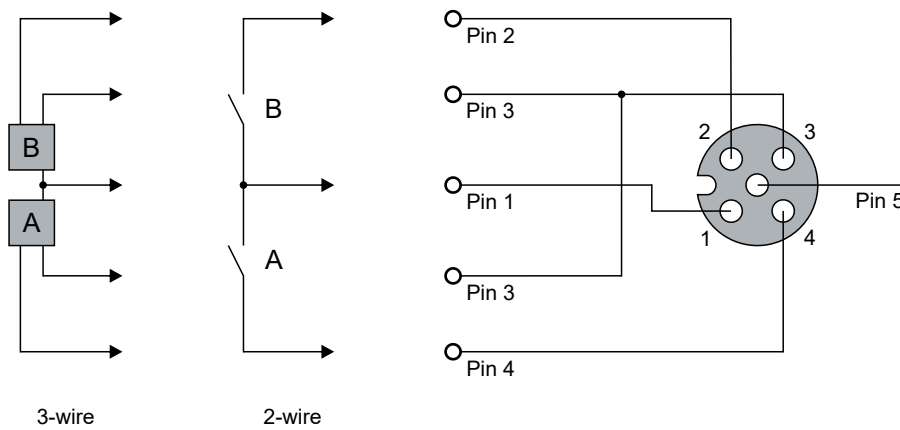 Pin 2
Pin 3
B
B
2
3
Pin 1
Pin 5
A
1
4
A
Pin 3
Pin 4
3-wire
2-wire